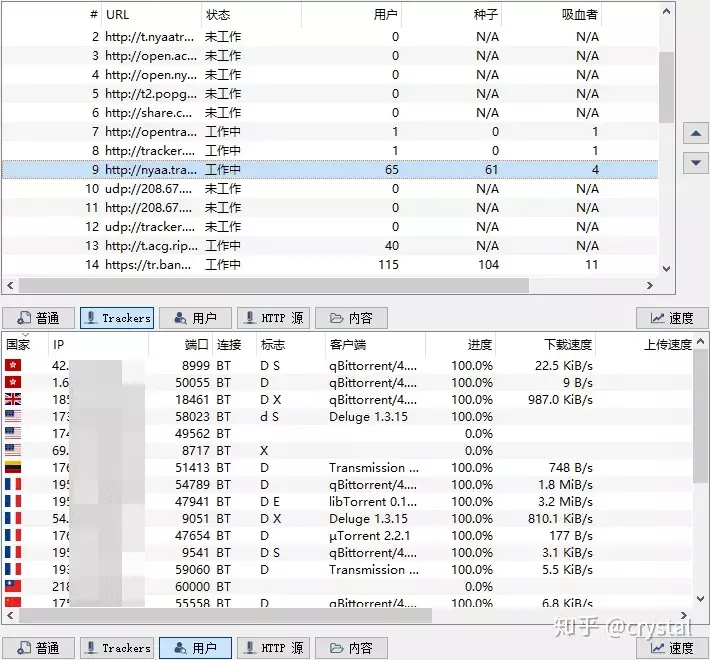 # URL 状态 用户 种子 吸血者
2 http://t.nyaatr... 未工作 0 N/A N/A
3 http://open.ac... 未工作 0 N/A N/A
4 http://open.ny... 未工作 0 N/A N/A
5 http://t2.popg... 未工作 0 N/A N/A
6 http://share.c... 未工作 0 N/A N/A
7 http://opentra... 工作中 1 0 1
8 http://tracker.... 工作中 1 0 1
9 http://nyaa.tra... 工作中 65 61 4
10 udp://208.67.... 未工作 0 N/A N/A
11 http://208.67.... 未工作 0 N/A N/A
12 udp://tracker.... 未工作 0 N/A N/A
13 http://t.acg.rip... 工作中 40 N/A N/A
14 https://tr.ban... 工作中 115 104 11
普通 Trackers 用户 HTTP 源 内容 速度
国家 IP 端口 连接 标志 客户端 进度 下载速度 上传速度
42. 8999 BT D S qBittorrent/4.... 100.0% 22.5 KiB/s
1.6 50055 BT D qBittorrent/4.... 100.0% 9 B/s
185 18461 BT D X qBittorrent/4.... 100.0% 987.0 KiB/s
173 58023 BT d S Deluge 1.3.15 100.0%
174 49562 BT 0.0%
69. 8717 BT X 0.0%
176 51413 BT D Transmission ... 100.0% 748 B/s
195 54789 BT D qBittorrent/4.... 100.0% 1.8 MiB/s
195 47941 BT D E libTorrent 0.1... 100.0% 3.2 MiB/s
54. 9051 BT D X Deluge 1.3.15 100.0% 810.1 KiB/s
176 47654 BT D µTorrent 2.2.1 100.0% 177 B/s
195 9541 BT D S qBittorrent/4.... 100.0% 3.1 KiB/s
193 59060 BT D Transmission ... 100.0% 5.5 KiB/s
218 60000 BT 0.0%
175 55558 BT D qBittorrent/4.... 100.0% 6.8 KiB/s
知乎 @crystal
普通 Trackers 用户 HTTP 源 内容 速度